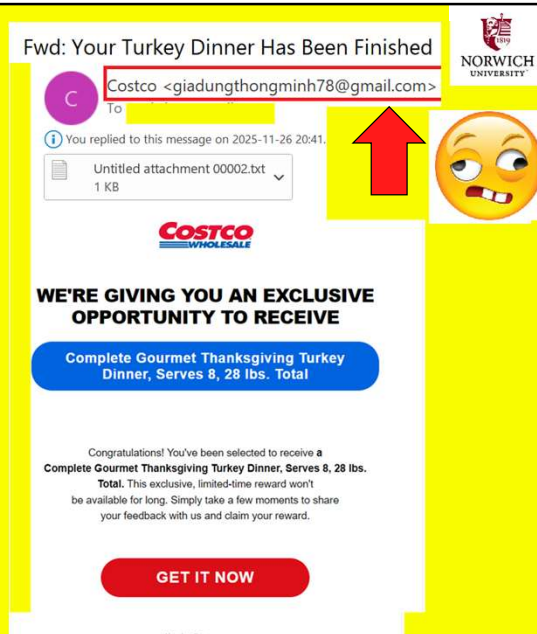 Fwd: Your Turkey Dinner Has Been Finished
1819
NORWICH
UNIVERSITY
C
Costco <giadungthongminh78@gmail.com>
To
You replied to this message on 2025-11-26 20:41.
Untitled attachment 00002.txt
1 KB
COSTCO
WHOLESALE
WE'RE GIVING YOU AN EXCLUSIVE
OPPORTUNITY TO RECEIVE
Complete Gourmet Thanksgiving Turkey
Dinner, Serves 8, 28 lbs. Total
Congratulations! You've been selected to receive a
Complete Gourmet Thanksgiving Turkey Dinner, Serves 8, 28 lbs.
Total. This exclusive, limited-time reward won't
be available for long. Simply take a few moments to share
your feedback with us and claim your reward.
GET IT NOW